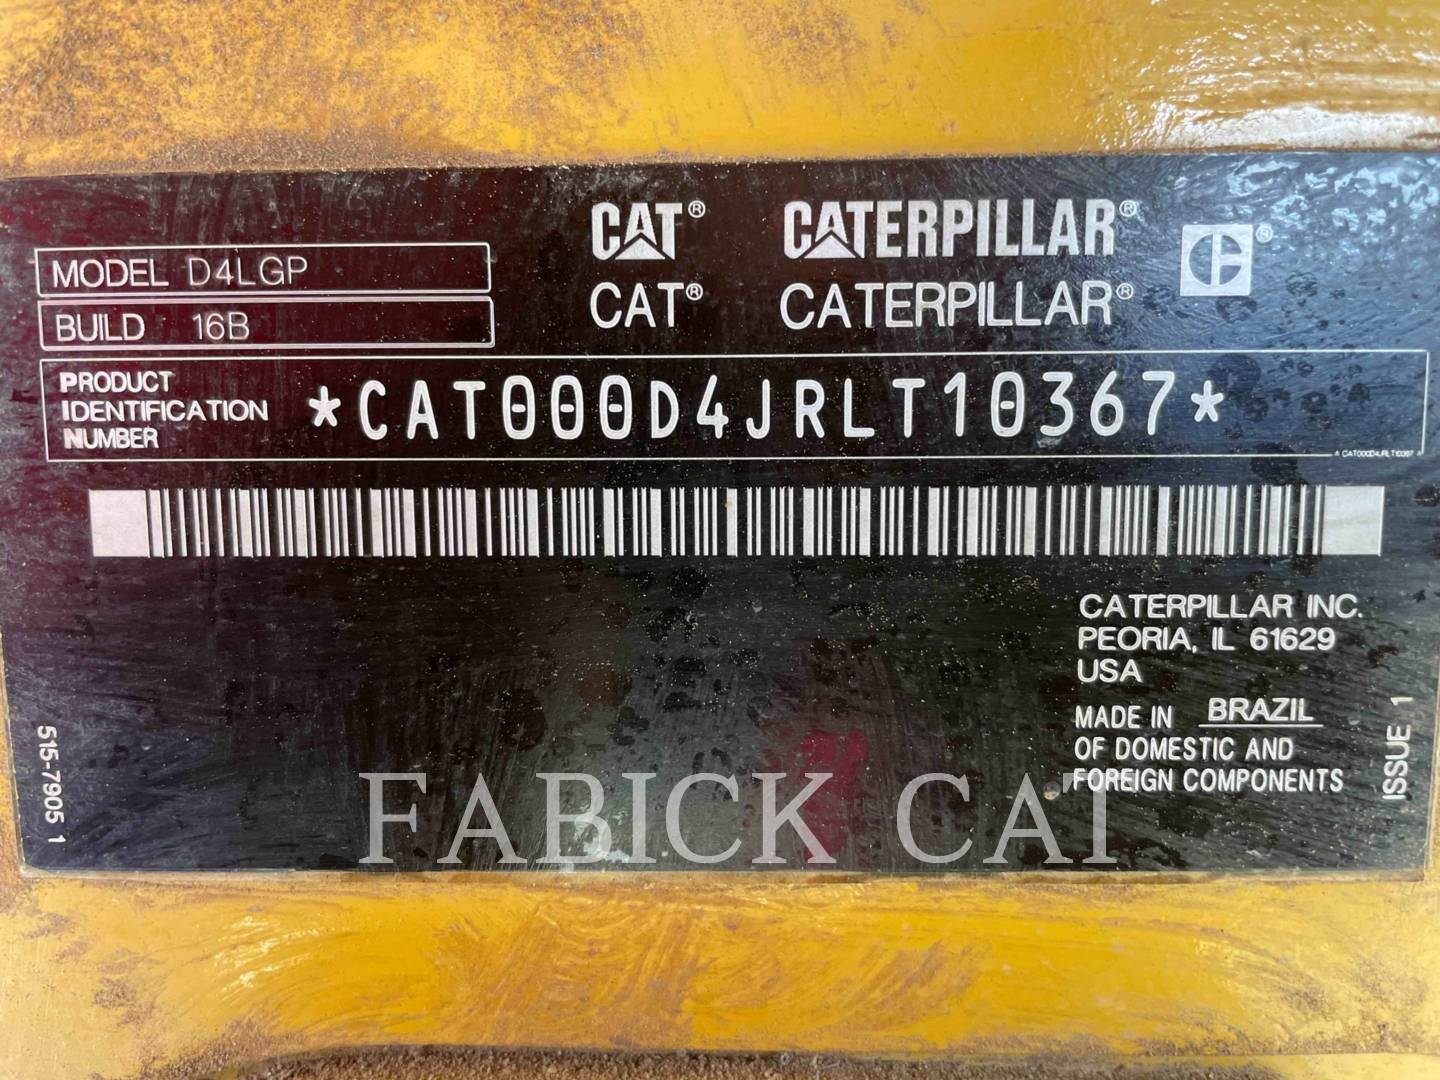 CAT® CATERPILLAR®
CAT® CATERPILLAR®
MODEL D4LGP
BUILD 16B
PRODUCT
IDENTIFICATION
NUMBER
*CAT000D4JRLT10367*
* CAT000D4JRLT10367 *
CATERPILLAR INC.
PEORIA, IL 61629
USA
MADE IN BRAZIL
OF DOMESTIC AND
FOREIGN COMPONENTS
ISSUE 1
515-7905 1
FABICK CAT